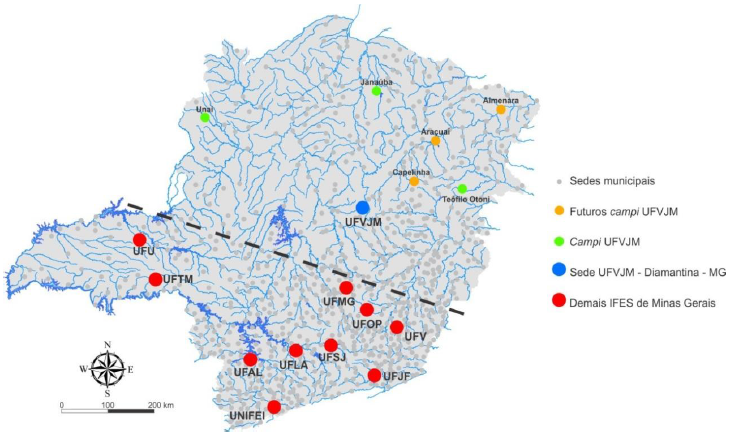 Janaúba
Almenara
Unaí
Araçuaí
Capelinha
Teófilo Otoni
UFVJM
UFU
UFTM
UFMG
UFOP
UFV
UFSJ
UFLA
UFAL
UFJF
UNIFEI
Sedes municipais
Futuros campi UFVJM
Campi UFVJM
Sede UFVJM - Diamantina - MG
Demais IFES de Minas Gerais
N
W E
S
0 100 200 km